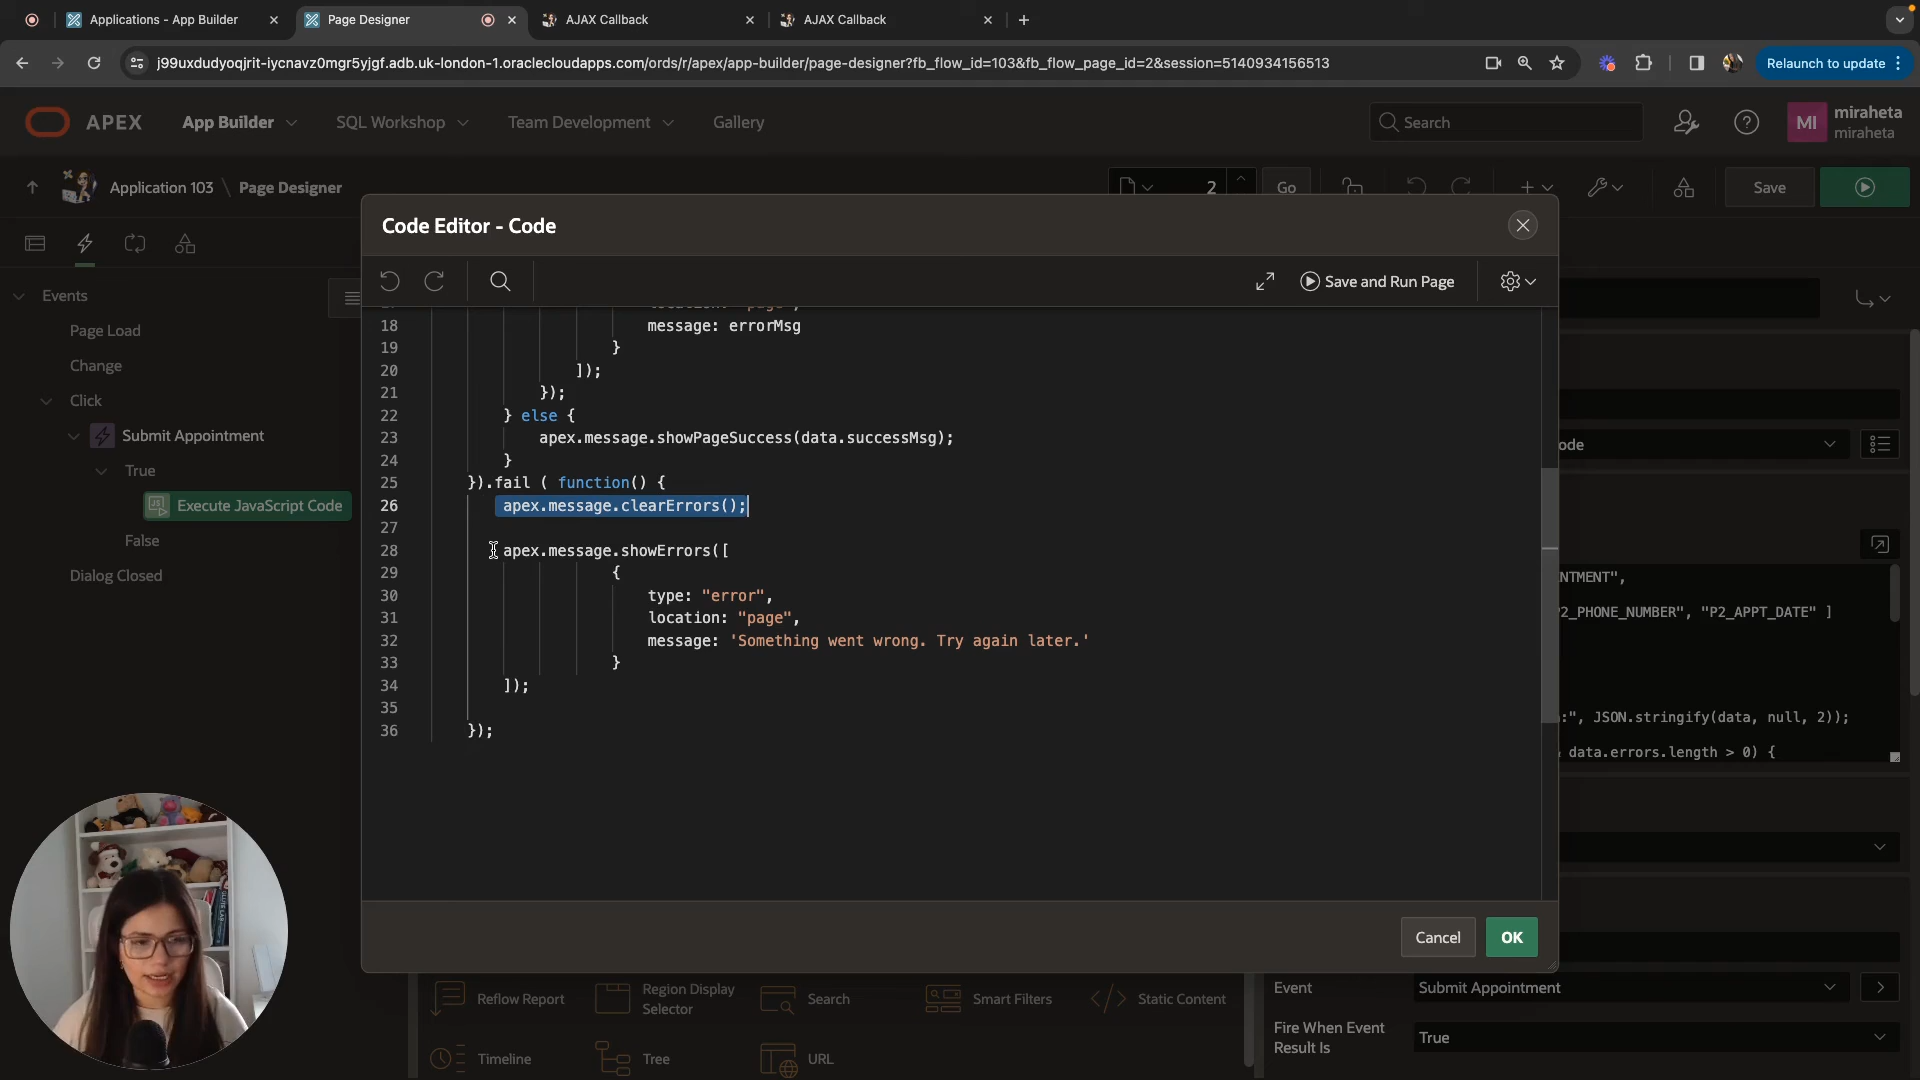 Applications - App Builder
Page Designer
AJAX Callback
AJAX Callback
j99uxdudyoqjrit-iycnavz0mgr5yjgf.adb.uk-london-1.oraclecloudapps.com/ords/r/apex/app-builder/page-designer?fb_flow_id=103&fb_flow_page_id=2&session=5140934156513
Relaunch to update
APEX
App Builder
SQL Workshop
Team Development
Gallery
Search
MI
miraheta
miraheta
Application 103 \ Page Designer
2
Go
Save
Code Editor - Code
Save and Run Page
Events
Page Load
Change
Click
Submit Appointment
True
Execute JavaScript Code
False
Dialog Closed
18 message: errorMsg
19 }
20 ]);
21 });
22 } else {
23 apex.message.showPageSuccess(data.successMsg);
24 }
25 }).fail ( function() {
26 apex.message.clearErrors();
27
28 apex.message.showErrors([
29 {
30 type: "error",
31 location: "page",
32 message: 'Something went wrong. Try again later.'
33 }
34 ]);
35
36 });
ode
NTMENT",
2_PHONE_NUMBER", "P2_APPT_DATE" ]
:", JSON.stringify(data, null, 2));
data.errors.length > 0) {
Cancel
OK
Reflow Report
Region Display
Selector
Search
Smart Filters
Static Content
Timeline
Tree
URL
Event
Submit Appointment
Fire When Event
Result Is
True